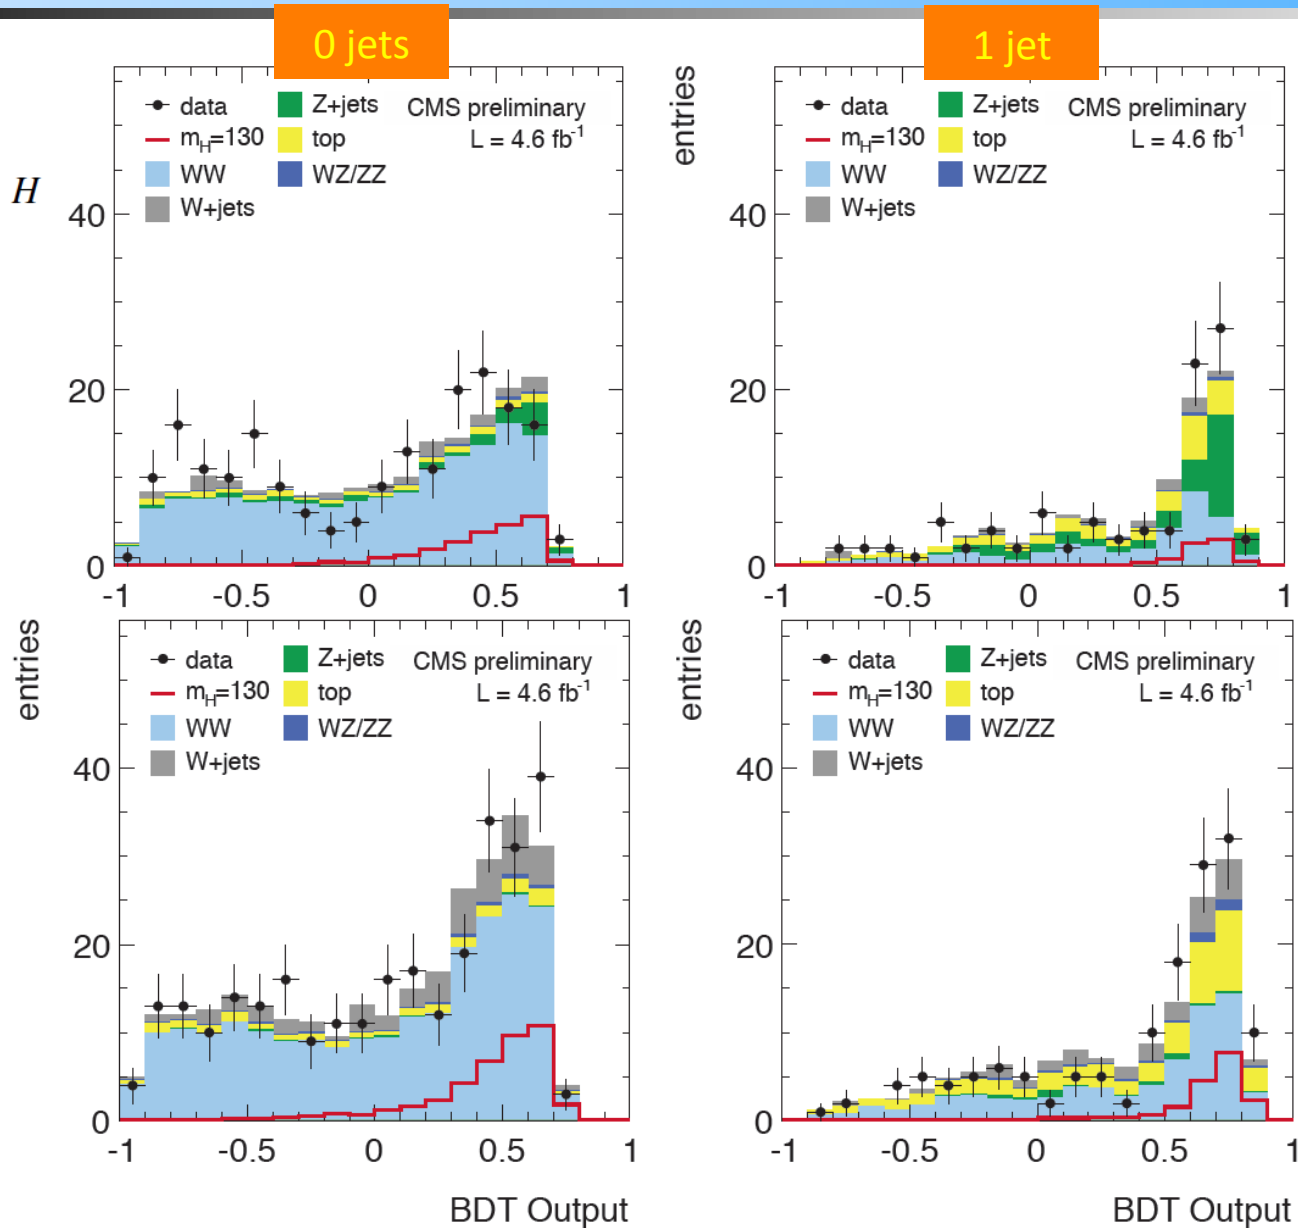 0 jets
1 jet
H
data
m_H=130
WW
W+jets
Z+jets
top
WZ/ZZ
CMS preliminary
L = 4.6 fb⁻¹
40
20
0
-1
-0.5
0
0.5
1
entries
data
m_H=130
WW
W+jets
Z+jets
top
WZ/ZZ
CMS preliminary
L = 4.6 fb⁻¹
40
20
0
-1
-0.5
0
0.5
1
entries
data
m_H=130
WW
W+jets
Z+jets
top
WZ/ZZ
CMS preliminary
L = 4.6 fb⁻¹
40
20
0
-1
-0.5
0
0.5
1
BDT Output
entries
data
m_H=130
WW
W+jets
Z+jets
top
WZ/ZZ
CMS preliminary
L = 4.6 fb⁻¹
40
20
0
-1
-0.5
0
0.5
1
BDT Output